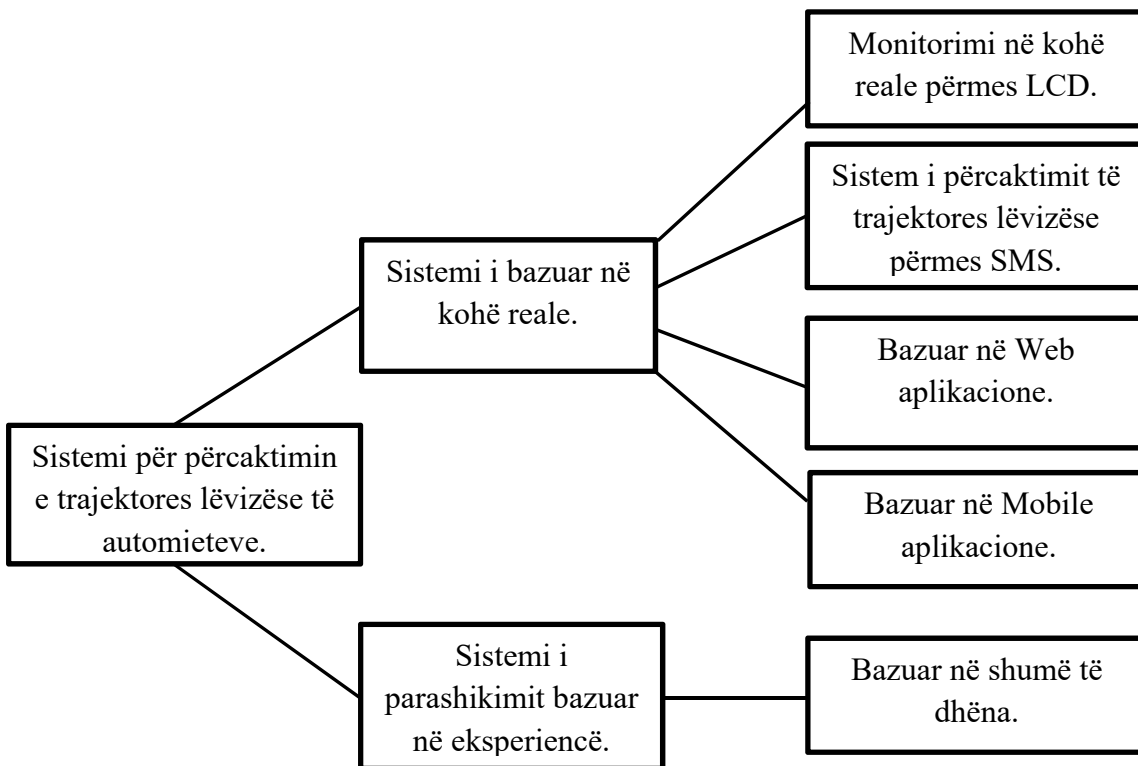 Monitorimi në kohë
reale përmes LCD.
Sistem i përcaktimit të
trajektores lëvizëse
përmes SMS.
Sistemi i bazuar në
kohë reale.
Bazuar në Web
aplikacione.
Sistemi për përcaktimin
e trajektores lëvizëse të
automjeteve.
Bazuar në Mobile
aplikacione.
Sistemi i
parashikimit bazuar
në eksperiencë.
Bazuar në shumë të
dhëna.